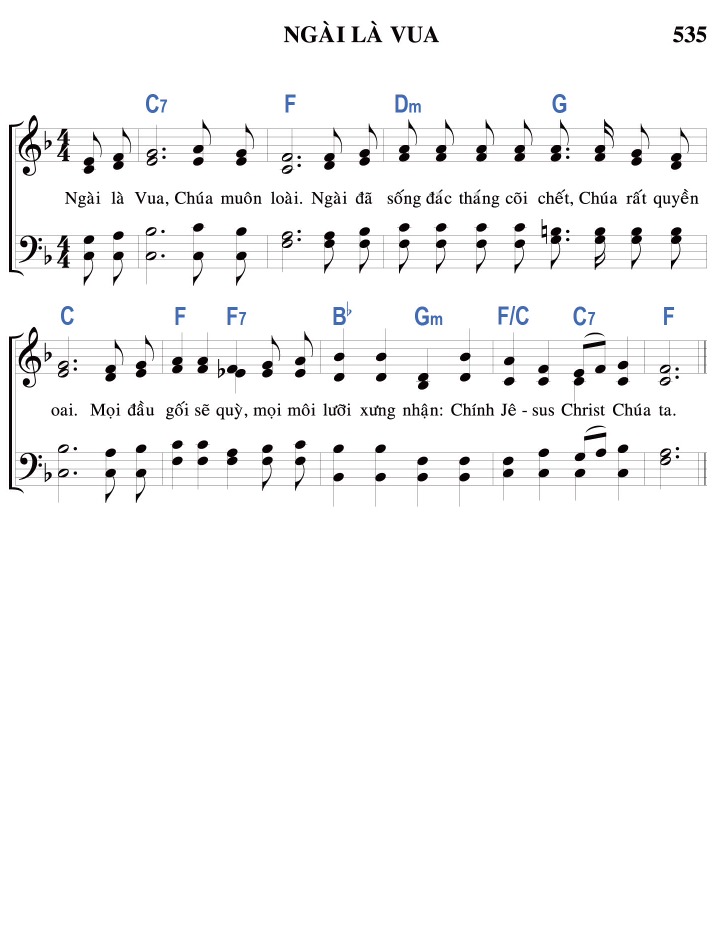 NGÀI LÀ VUA 535
C7 F Dm G
Ngài là Vua, Chúa muôn loài. Ngài đã sống đắc thắng cõi chết, Chúa rất quyền
C F F7 B♭ Gm F/C C7 F
oai. Mọi đầu gối sẽ quỳ, mọi môi lưỡi xưng nhận: Chính Jê - sus Christ Chúa ta.